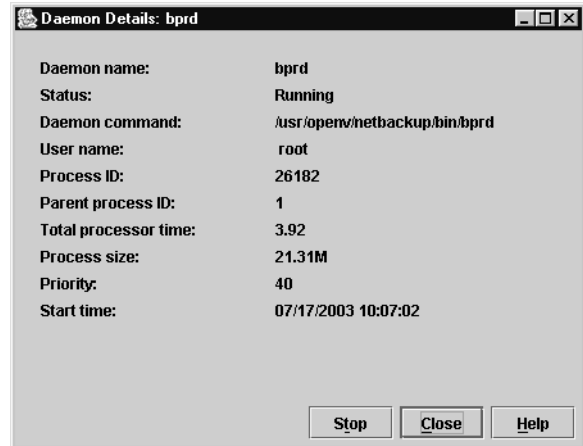 Daemon Details: bprd
Daemon name: bprd
Status: Running
Daemon command: /usr/openv/netbackup/bin/bprd
User name: root
Process ID: 26182
Parent process ID: 1
Total processor time: 3.92
Process size: 21.31M
Priority: 40
Start time: 07/17/2003 10:07:02
Stop Close Help